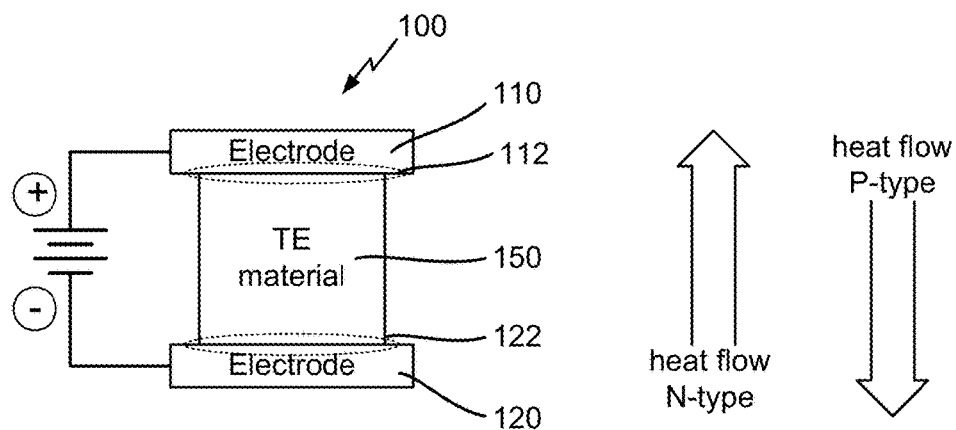 100
110
Electrode
112
heat flow
P-type
+
TE
material
150
-
122
heat flow
N-type
Electrode
120